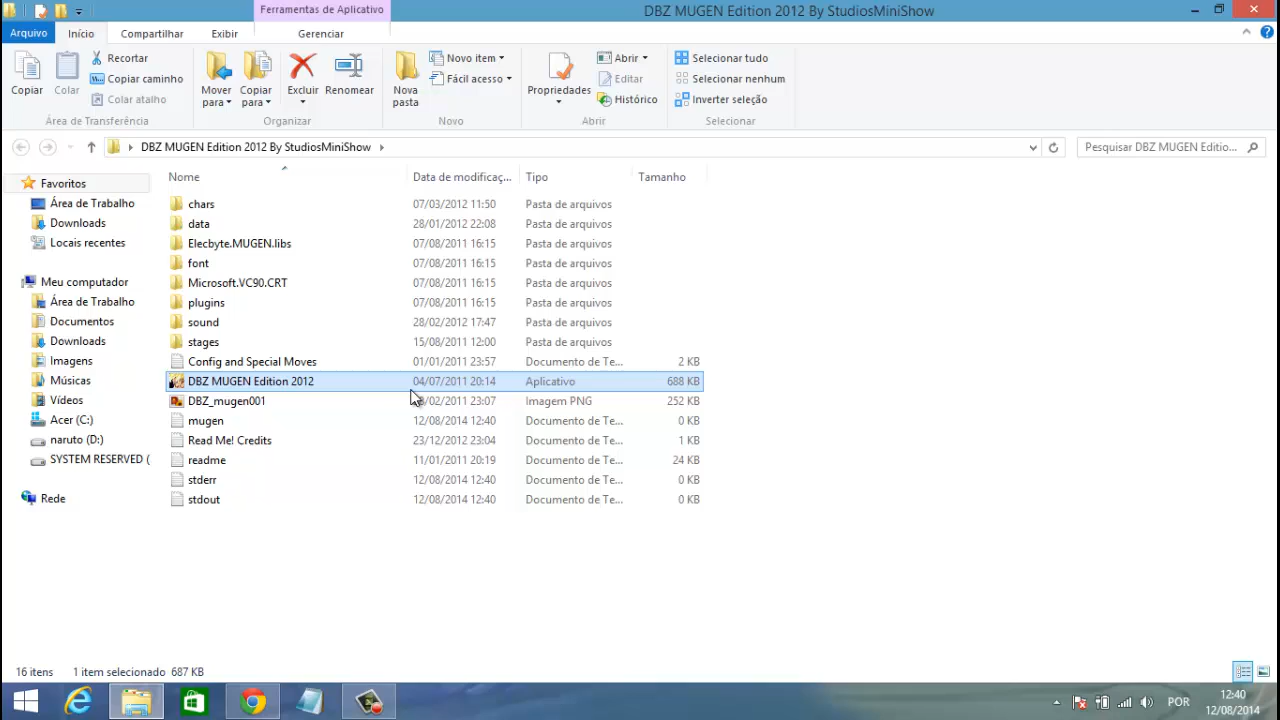 Ferramentas de Aplicativo
DBZ MUGEN Edition 2012 By StudiosMiniShow
Arquivo Início Compartilhar Exibir Gerenciar
Copiar
Colar
Recortar
Copiar caminho
Colar atalho
Área de Transferência
Mover para
Copiar para
Excluir
Renomear
Organizar
Nova pasta
Novo item
Fácil acesso
Novo
Propriedades
Abrir
Editar
Histórico
Abrir
Selecionar tudo
Selecionar nenhum
Inverter seleção
Selecionar
DBZ MUGEN Edition 2012 By StudiosMiniShow
Pesquisar DBZ MUGEN Editio...
Favoritos
Área de Trabalho
Downloads
Locais recentes
Meu computador
Área de Trabalho
Documentos
Downloads
Imagens
Músicas
Vídeos
Acer (C:)
naruto (D:)
SYSTEM RESERVED (
Rede
Nome Data de modificaç... Tipo Tamanho
chars 07/03/2012 11:50 Pasta de arquivos
data 28/01/2012 22:08 Pasta de arquivos
Elecbyte.MUGEN.libs 07/08/2011 16:15 Pasta de arquivos
font 07/08/2011 16:15 Pasta de arquivos
Microsoft.VC90.CRT 07/08/2011 16:15 Pasta de arquivos
plugins 07/08/2011 16:15 Pasta de arquivos
sound 28/02/2012 17:47 Pasta de arquivos
stages 15/08/2011 12:00 Pasta de arquivos
Config and Special Moves 01/01/2011 23:57 Documento de Te... 2 KB
DBZ MUGEN Edition 2012 04/07/2011 20:14 Aplicativo 688 KB
DBZ_mugen001 /02/2011 23:07 Imagem PNG 252 KB
mugen 12/08/2014 12:40 Documento de Te... 0 KB
Read Me! Credits 23/12/2012 23:04 Documento de Te... 1 KB
readme 11/01/2011 20:19 Documento de Te... 24 KB
stderr 12/08/2014 12:40 Documento de Te... 0 KB
stdout 12/08/2014 12:40 Documento de Te... 0 KB
16 itens 1 item selecionado 687 KB
POR
12:40
12/08/2014